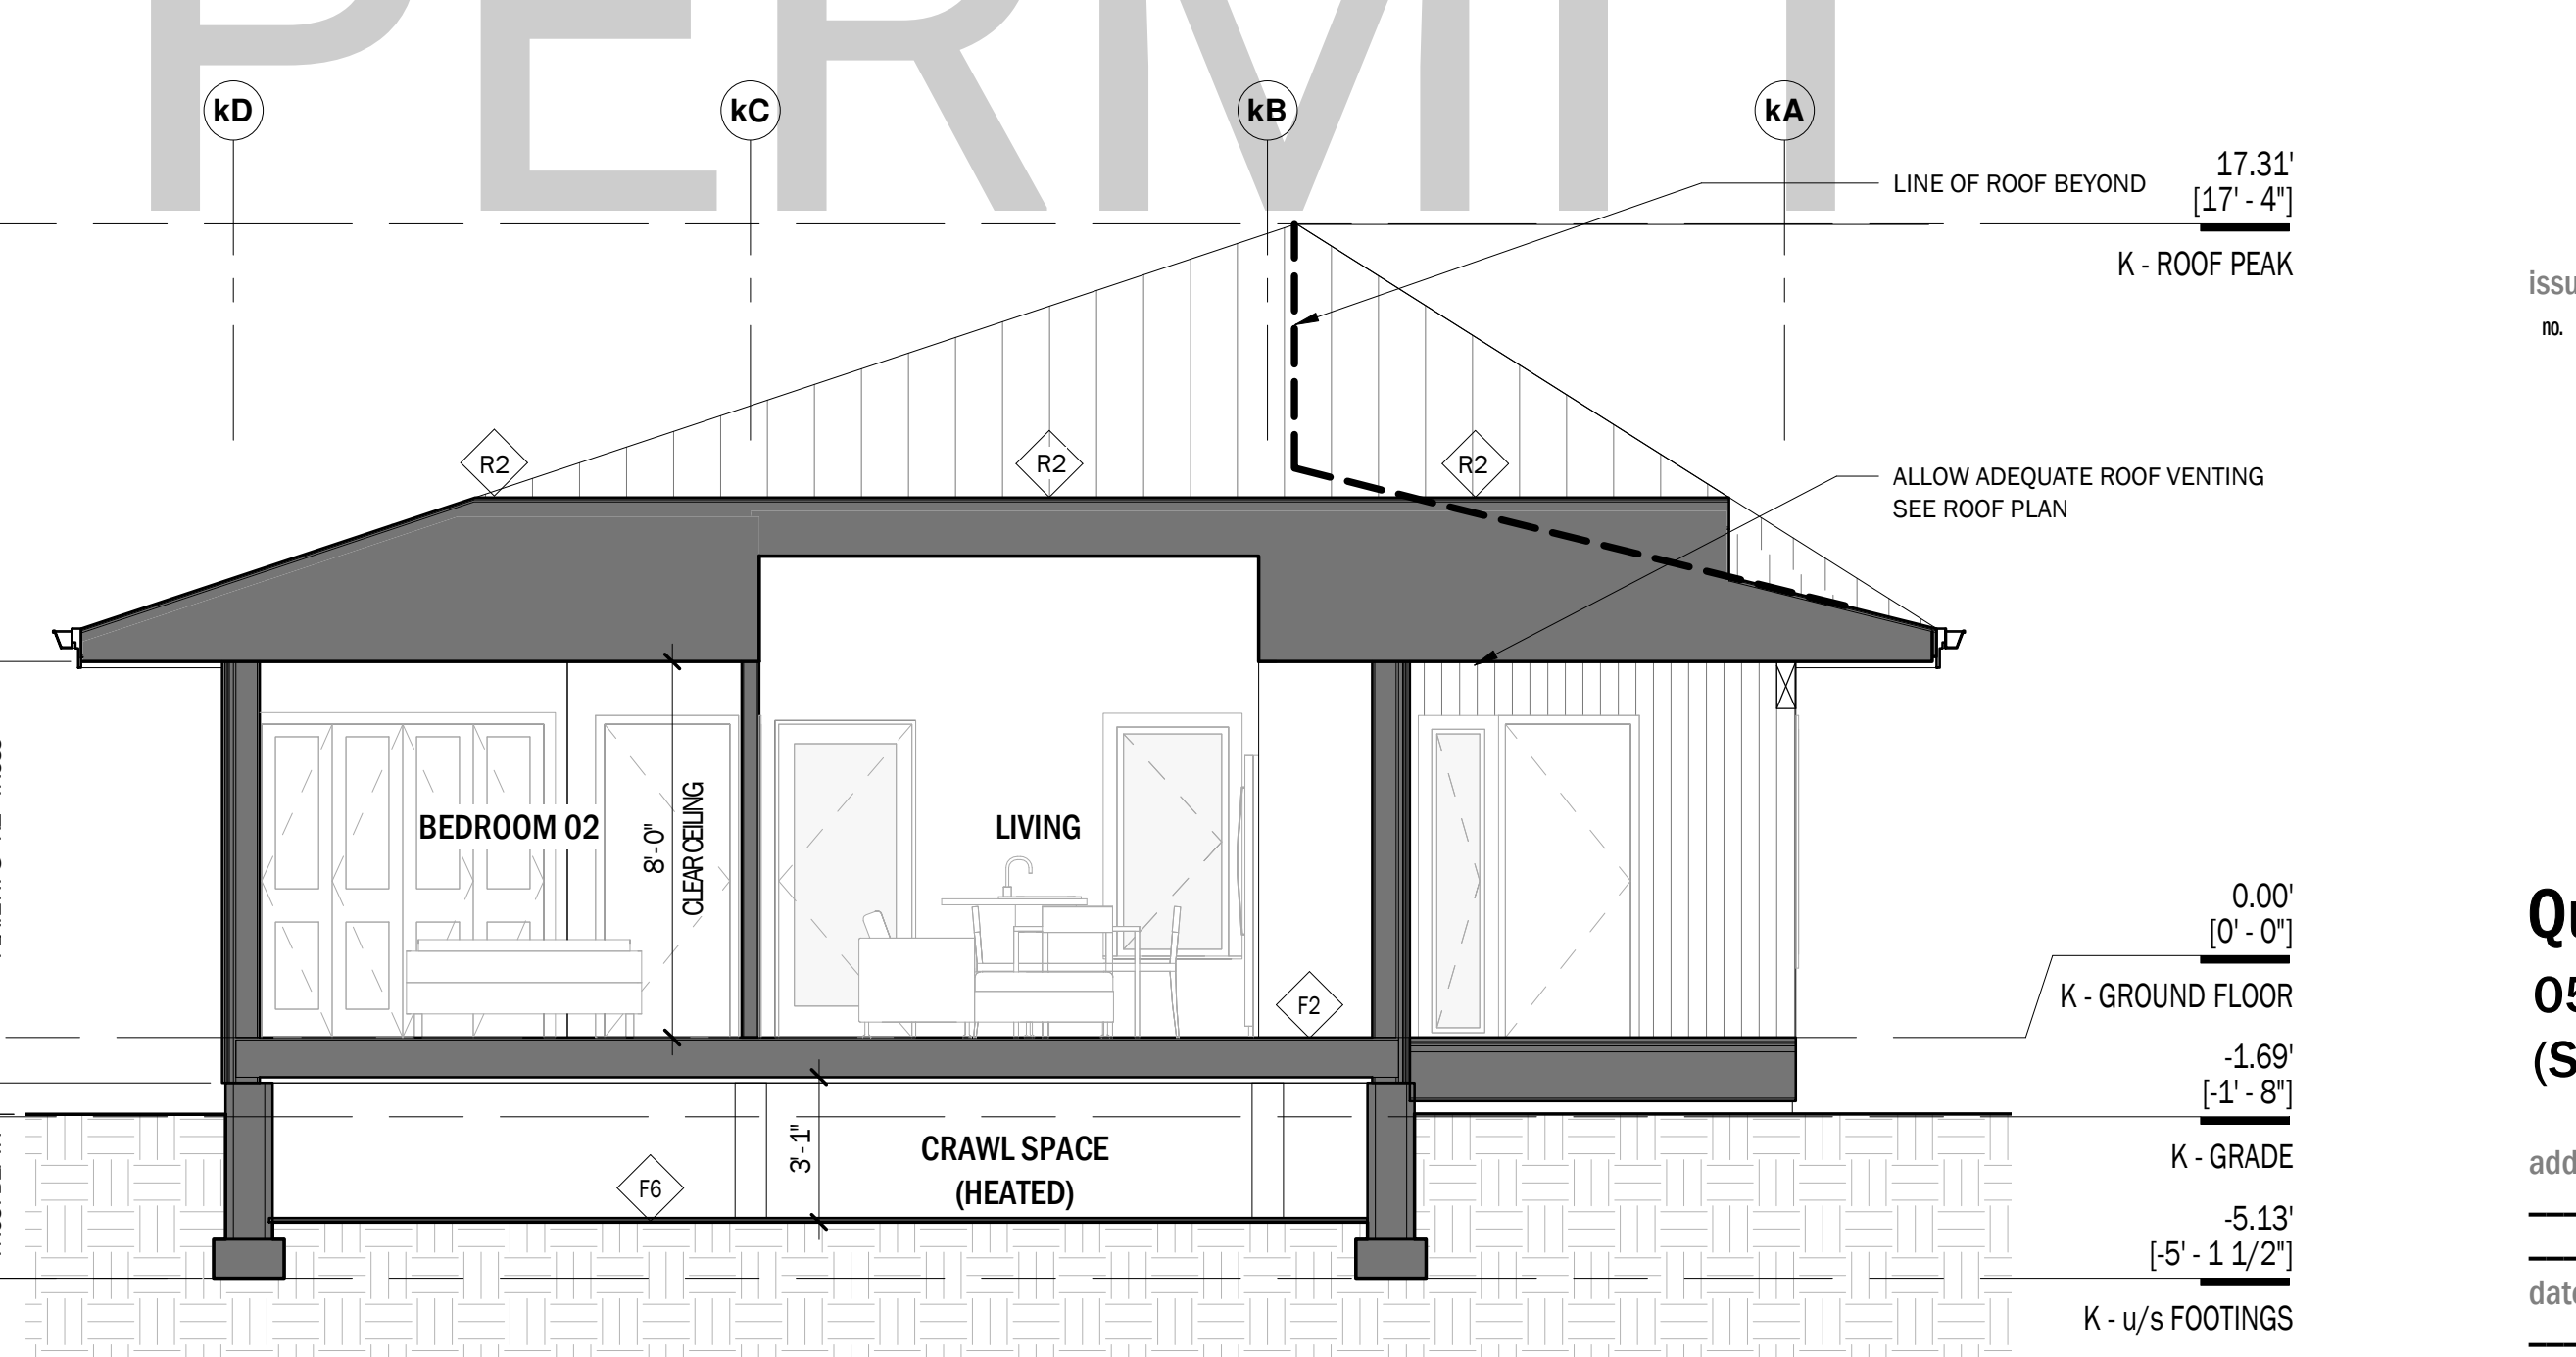 PERMIT
kD
kC
kB
kA
17.31'
[17' - 4"]
K - ROOF PEAK
LINE OF ROOF BEYOND
issu
no.
R2
R2
R2
ALLOW ADEQUATE ROOF VENTING
SEE ROOF PLAN
BEDROOM 02
8'-0"
CLEAR CEILING
LIVING
F2
0.00'
[0' - 0"]
K - GROUND FLOOR
Qu
05
(S
-1.69'
[-1' - 8"]
K - GRADE
3'-1"
CRAWL SPACE
(HEATED)
F6
add
-5.13'
[-5' - 1 1/2"]
K - u/s FOOTINGS
date